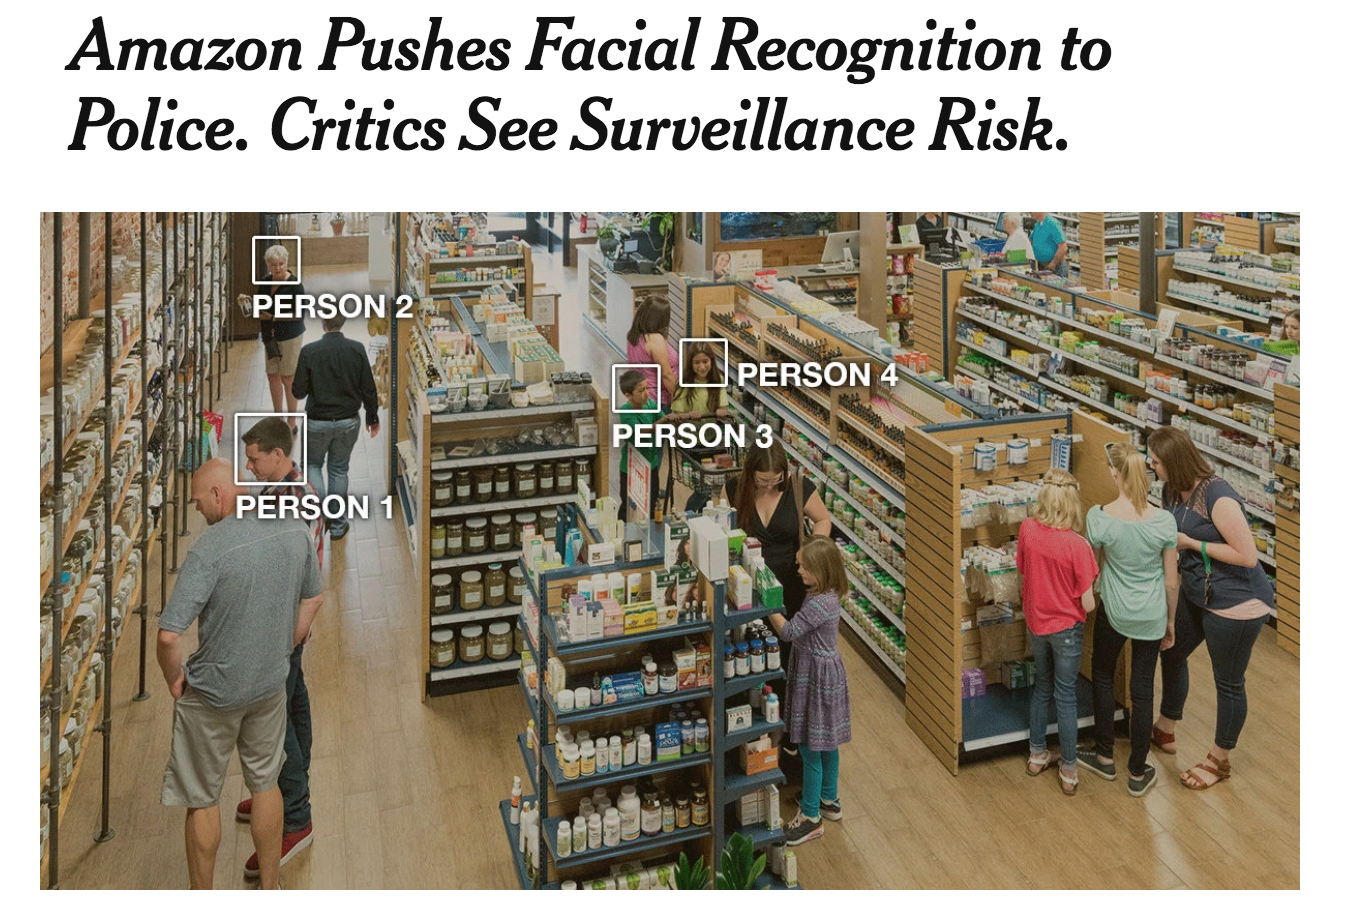 Amazon Pushes Facial Recognition to
Police. Critics See Surveillance Risk.
PERSON 2
PERSON 4
PERSON 3
PERSON 1